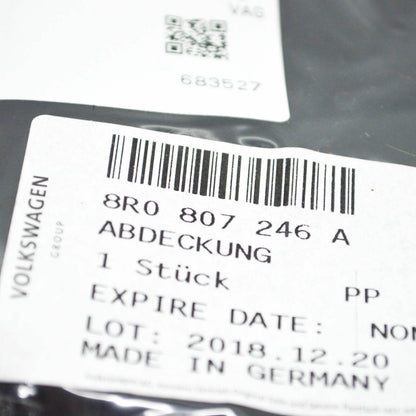 VAG
683527
VOLKSWAGEN
GROUP
8R0 807 246 A
ABDECKUNG
1 Stück PP
EXPIRE DATE: NON
LOT: 2018.12.20
MADE IN GERMANY